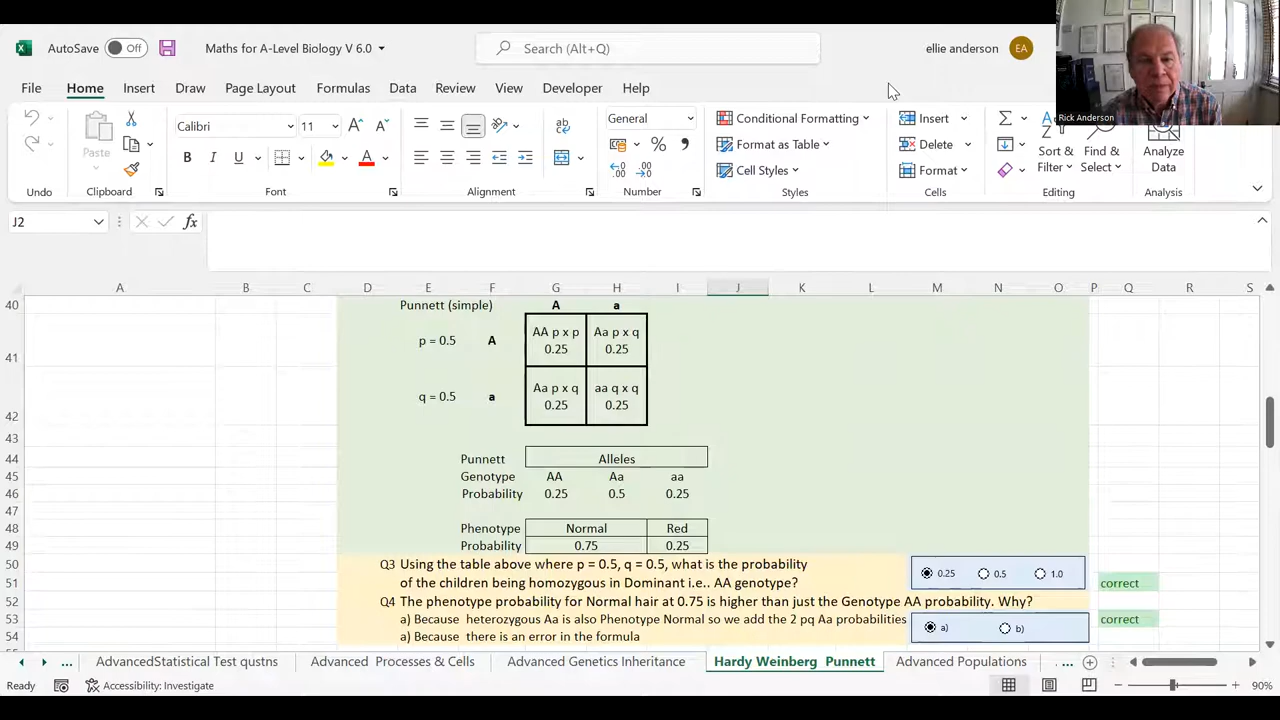 AutoSave Off Maths for A-Level Biology V 6.0 Search (Alt+Q) ellie anderson EA
File Home Insert Draw Page Layout Formulas Data Review View Developer Help
Rick Anderson
Paste Calibri 11 General Conditional Formatting Insert
B I U A % Format as Table Delete Sort & Filter Find & Select Analyze Data
Cell Styles Format
Undo Clipboard Font Alignment Number Styles Cells Editing Analysis
J2 fx
A B C D E F G H I J K L M N O P Q R S
40 Punnett (simple) A a
41 p = 0.5 A AA p x p 0.25 Aa p x q 0.25
42 q = 0.5 a Aa p x q 0.25 aa q x q 0.25
43
44 Punnett Alleles
45 Genotype AA Aa aa
46 Probability 0.25 0.5 0.25
47
48 Phenotype Normal Red
49 Probability 0.75 0.25
50 Q3 Using the table above where p = 0.5, q = 0.5, what is the probability
0.25 0.5 1.0
51 of the children being homozygous in Dominant i.e.. AA genotype? correct
52 Q4 The phenotype probability for Normal hair at 0.75 is higher than just the Genotype AA probability. Why?
53 a) Because heterozygous Aa is also Phenotype Normal so we add the 2 pq Aa probabilities correct
a) b)
54 a) Because there is an error in the formula
... AdvancedStatistical Test qustns Advanced Processes & Cells Advanced Genetics Inheritance Hardy Weinberg Punnett Advanced Populations ...
Ready Accessibility: Investigate 90%